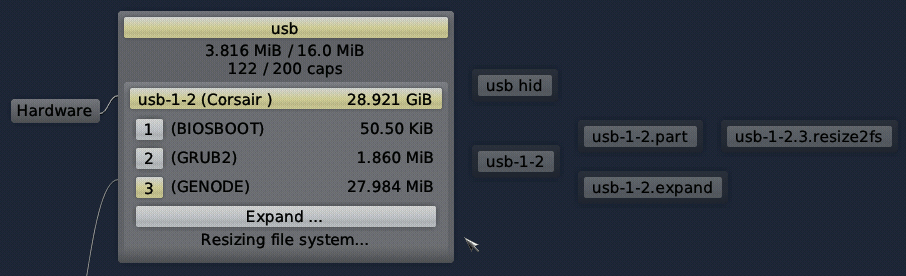 usb
3.816 MiB / 16.0 MiB
122 / 200 caps
Hardware
usb-1-2 (Corsair ) 28.921 GiB
1 (BIOSBOOT) 50.50 KiB
2 (GRUB2) 1.860 MiB
3 (GENODE) 27.984 MiB
Expand ...
Resizing file system...
usb hid
usb-1-2
usb-1-2.part
usb-1-2.3.resize2fs
usb-1-2.expand